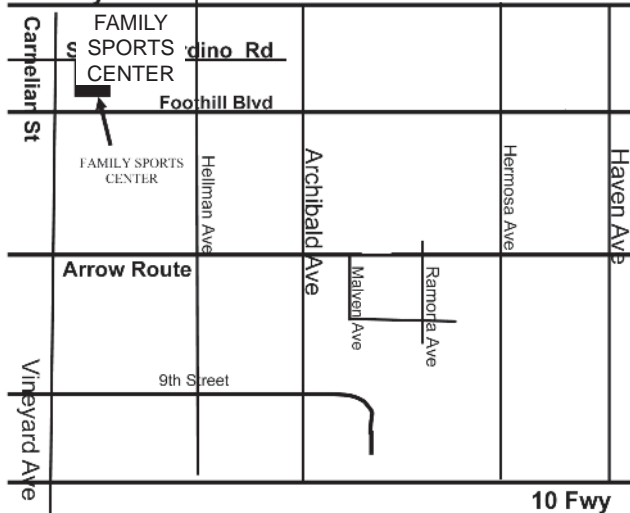 FAMILY
SPORTS
CENTER
dino Rd
Foothill Blvd
FAMILY SPORTS
CENTER
Carnelian St
Hellman Ave
Archibald Ave
Hermosa Ave
Haven Ave
Arrow Route
Malven Ave
Ramona Ave
9th Street
Vineyard Ave
10 Fwy